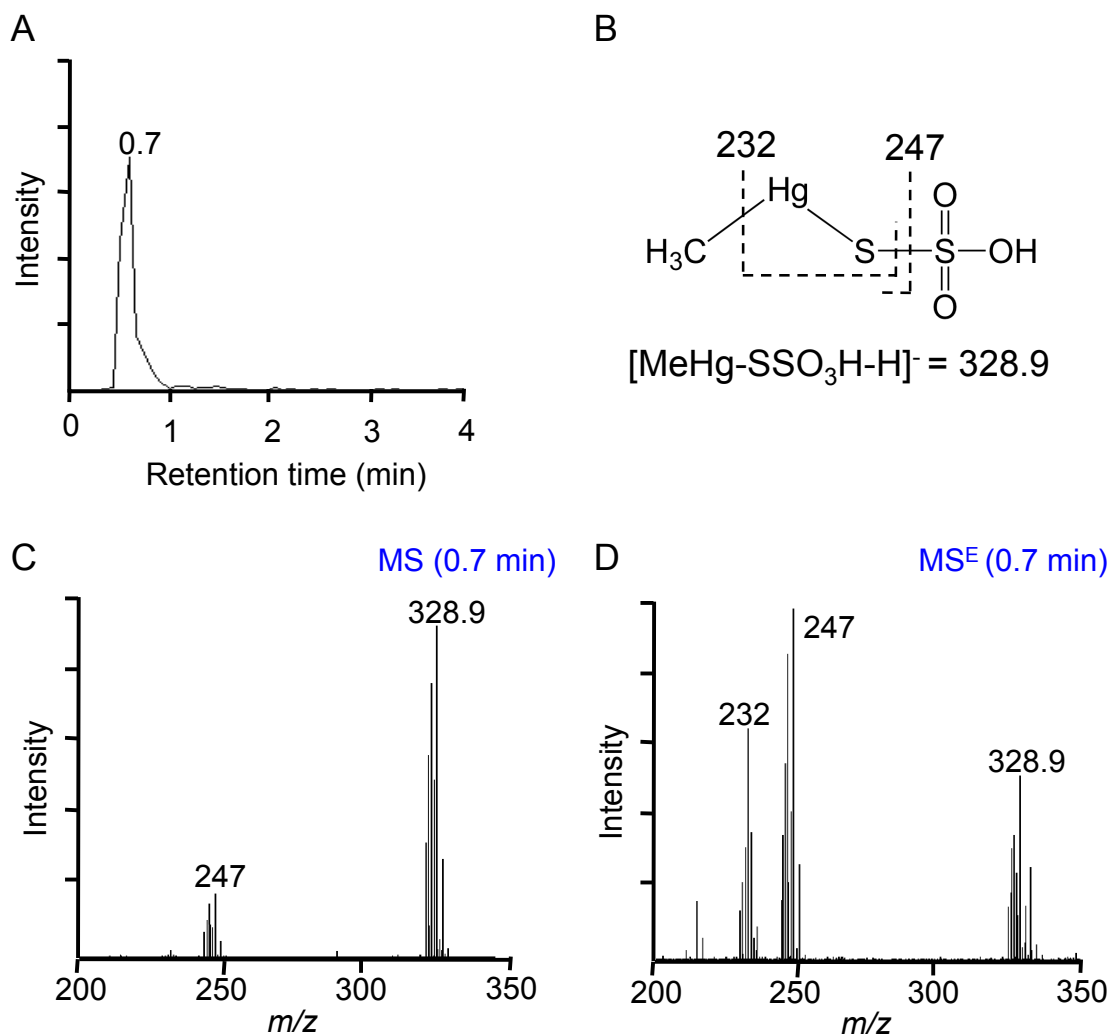 A
Intensity
0.7
0 1 2 3 4
Retention time (min)
B
232 247
Hg O
H₃C S S OH
O
[MeHg-SSO₃H-H]⁻ = 328.9
C
MS (0.7 min)
Intensity
328.9
247
200 250 300 350
m/z
D
MSᴱ (0.7 min)
Intensity
247
232
328.9
200 250 300 350
m/z